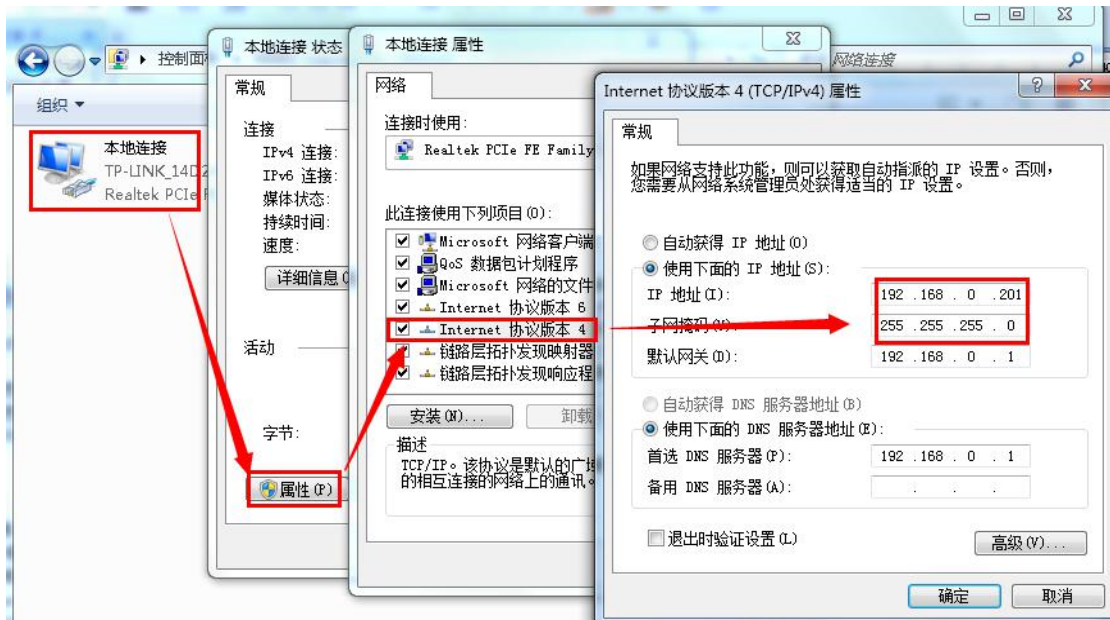 控制面
网络连接
组织
本地连接
TP-LINK_14D2
Realtek PCIe F
本地连接 状态
常规
连接
IPv4 连接:
IPv6 连接:
媒体状态:
持续时间:
速度:
详细信息(
活动
字节:
属性(P)
本地连接 属性
网络
连接时使用:
Realtek PCIe FE Family
此连接使用下列项目(O):
Microsoft 网络客户端
QoS 数据包计划程序
Microsoft 网络的文件
Internet 协议版本 6
Internet 协议版本 4
链路层拓扑发现映射器
链路层拓扑发现响应程
安装(N)...
卸载
描述
TCP/IP。该协议是默认的广域
的相互连接的网络上的通讯。
Internet 协议版本 4 (TCP/IPv4) 属性
常规
如果网络支持此功能，则可以获取自动指派的 IP 设置。否则，
您需要从网络系统管理员处获得适当的 IP 设置。
自动获得 IP 地址(O)
使用下面的 IP 地址(S):
IP 地址(I): 192 .168 . 0 .201
子网掩码(U): 255 .255 .255 . 0
默认网关(D): 192 .168 . 0 . 1
自动获得 DNS 服务器地址(B)
使用下面的 DNS 服务器地址(E):
首选 DNS 服务器(P): 192 .168 . 0 . 1
备用 DNS 服务器(A): . . .
退出时验证设置(L)
高级(V)...
确定 取消